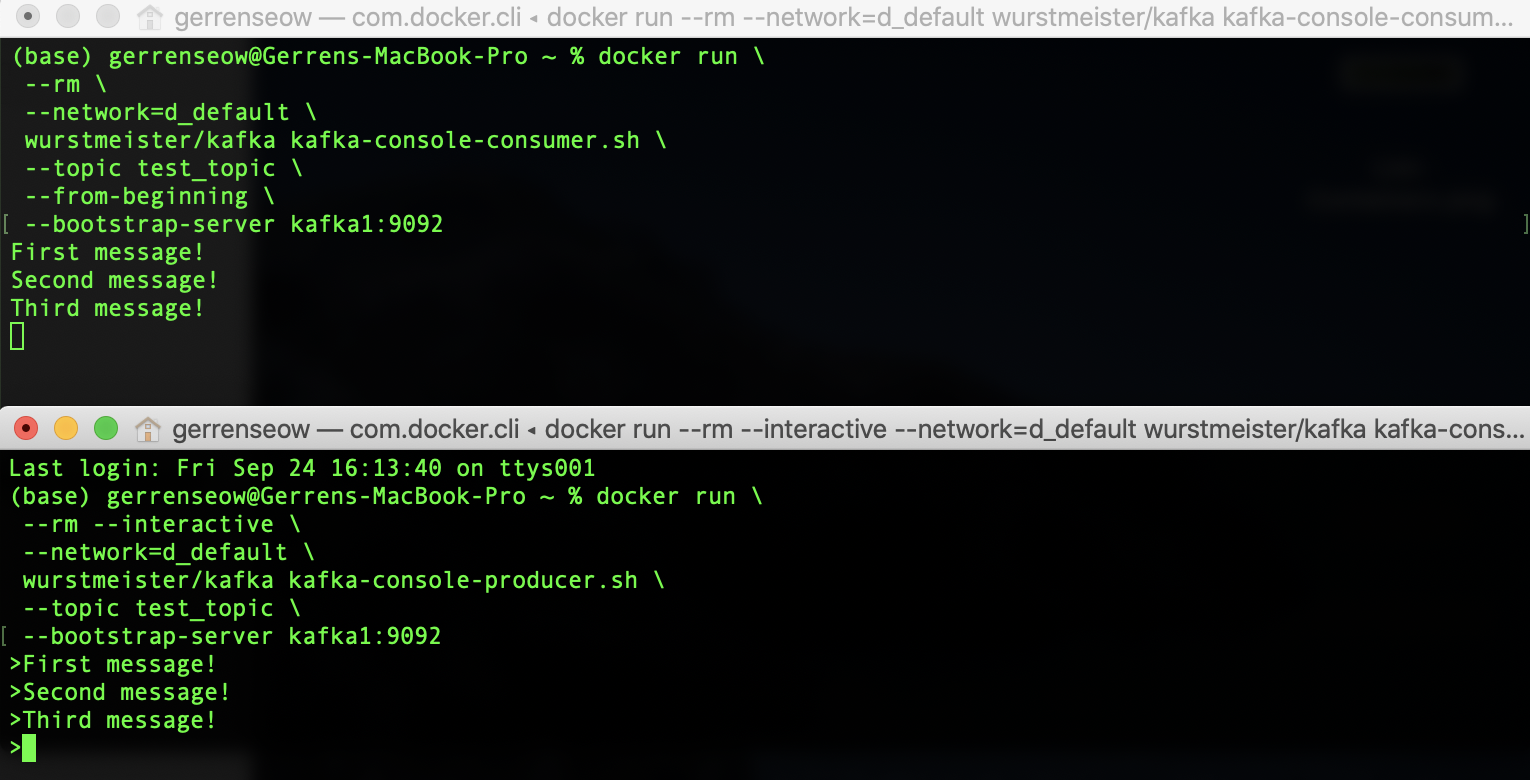 gerrenseow — com.docker.cli ◂ docker run --rm --network=d_default wurstmeister/kafka kafka-console-consum...
(base) gerrenseow@Gerrens-MacBook-Pro ~ % docker run \
--rm \
--network=d_default \
wurstmeister/kafka kafka-console-consumer.sh \
--topic test_topic \
--from-beginning \
[ --bootstrap-server kafka1:9092 ]
First message!
Second message!
Third message!
gerrenseow — com.docker.cli ◂ docker run --rm --interactive --network=d_default wurstmeister/kafka kafka-cons...
Last login: Fri Sep 24 16:13:40 on ttys001
(base) gerrenseow@Gerrens-MacBook-Pro ~ % docker run \
--rm --interactive \
--network=d_default \
wurstmeister/kafka kafka-console-producer.sh \
--topic test_topic \
[ --bootstrap-server kafka1:9092
>First message!
>Second message!
>Third message!
>